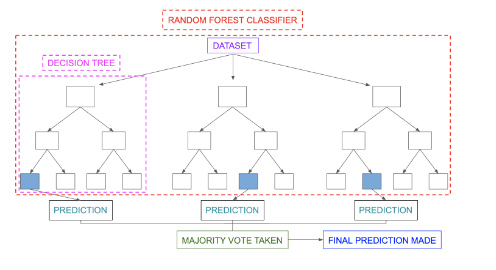 RANDOM FOREST CLASSIFIER
DATASET
DECISION TREE
PREDICTION
PREDICTION
PREDICTION
MAJORITY VOTE TAKEN
FINAL PREDICTION MADE